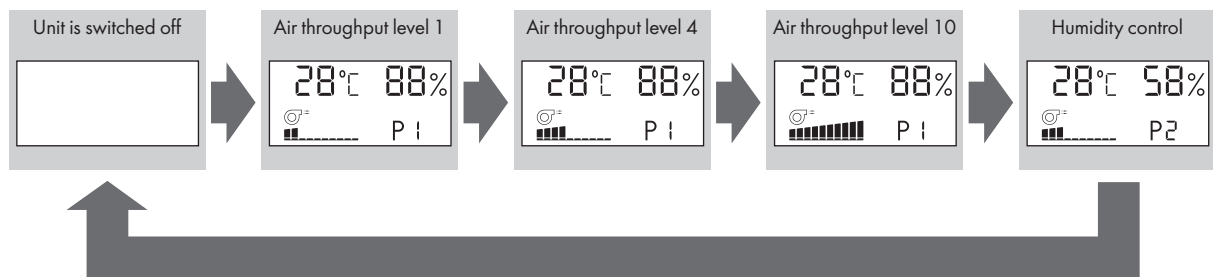 Unit is switched off
Air throughput level 1
28°C 88%
P1
Air throughput level 4
28°C 88%
P1
Air throughput level 10
28°C 88%
P1
Humidity control
28°C 58%
P2